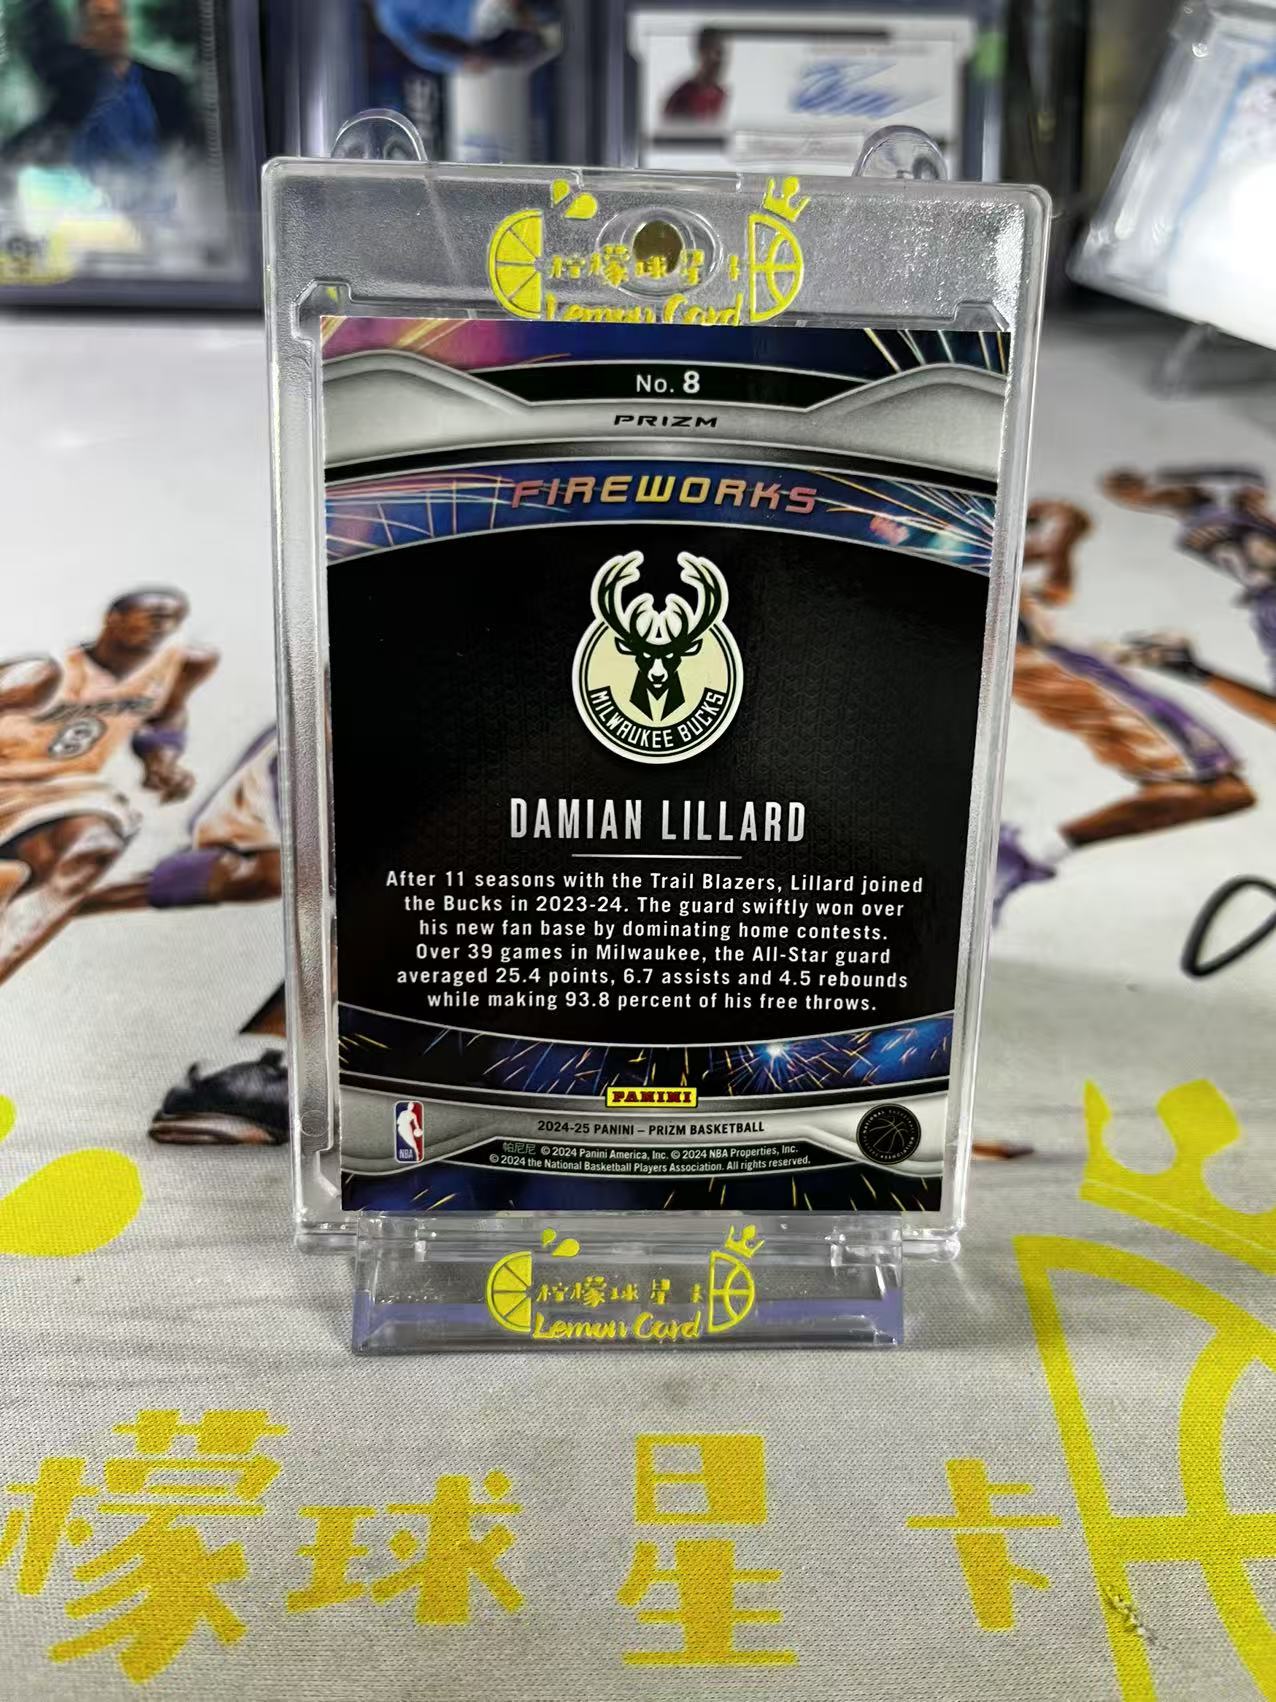 柠檬球星卡
Lemon Card
No. 8
PRIZM
FIREWORKS
MILWAUKEE BUCKS
DAMIAN LILLARD
After 11 seasons with the Trail Blazers, Lillard joined
the Bucks in 2023-24. The guard swiftly won over
his new fan base by dominating home contests.
Over 39 games in Milwaukee, the All-Star guard
averaged 25.4 points, 6.7 assists and 4.5 rebounds
while making 93.8 percent of his free throws.
PANINI
NBA
2024-25 PANINI – PRIZM BASKETBALL
帕尼尼 © 2024 Panini America, Inc. © 2024 NBA Properties, Inc.
© 2024 the National Basketball Players Association. All rights reserved.
8
柠檬球星卡
Lemon Card
檬球星卡